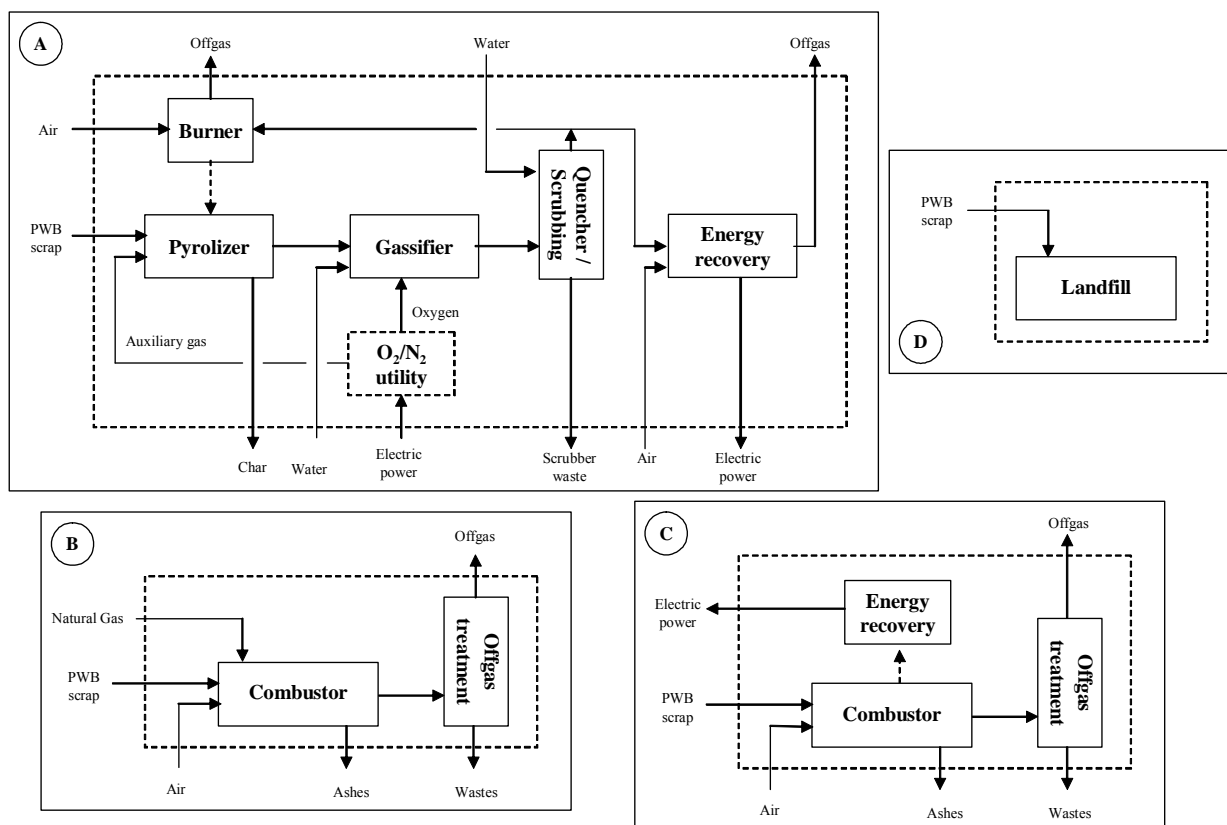 A
Offgas
Water
Offgas
Air
Burner
Quencher /
Scrubbing
PWB
scrap
Pyrolizer
Gassifier
Energy
recovery
Oxygen
Auxiliary gas
O₂/N₂
utility
Char
Water
Electric
power
Scrubber
waste
Air
Electric
power
PWB
scrap
Landfill
D
B
Offgas
Natural Gas
Offgas
treatment
PWB
scrap
Combustor
Air
Ashes
Wastes
C
Offgas
Electric
power
Energy
recovery
Offgas
treatment
PWB
scrap
Combustor
Air
Ashes
Wastes